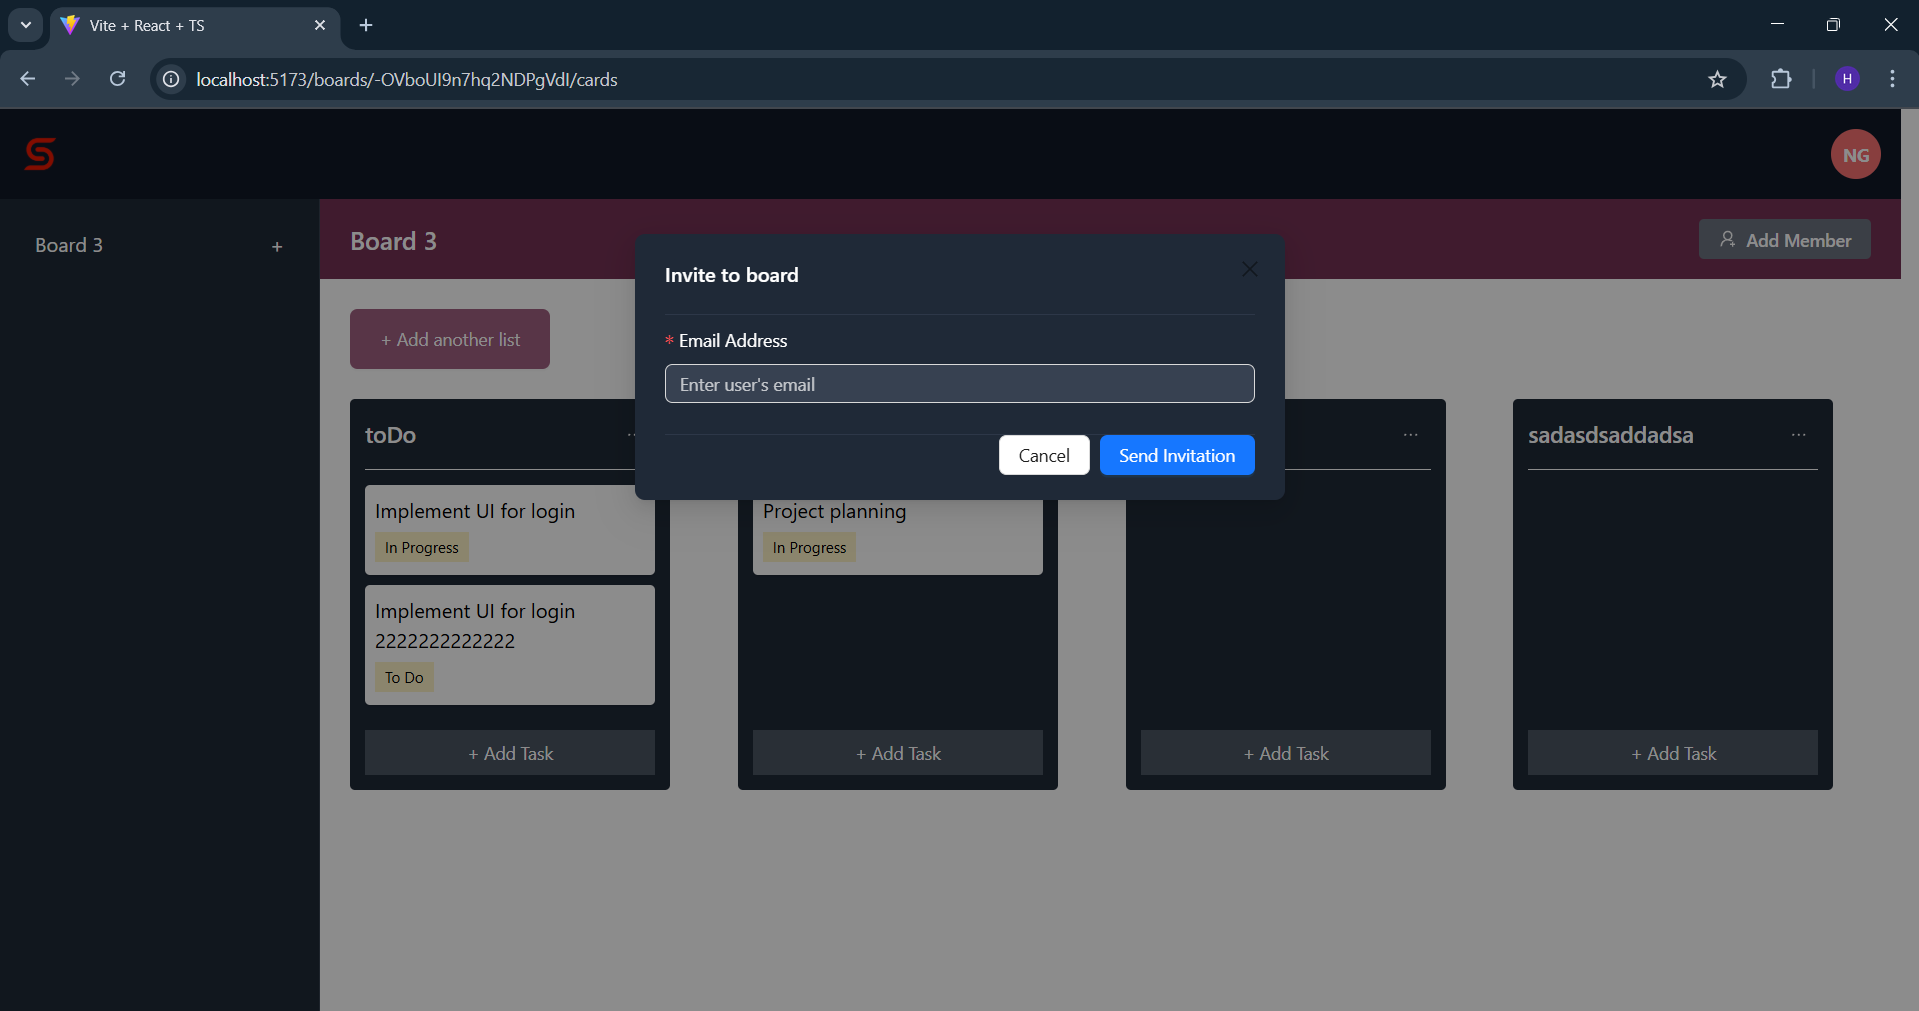 Vite + React + TS
localhost:5173/boards/-OVboUI9n7hq2NDPgVdI/cards
H
NG
Board 3
+
Board 3
Add Member
+ Add another list
Invite to board
* Email Address
Enter user's email
Cancel
Send Invitation
toDo
Implement UI for login
In Progress
Implement UI for login
2222222222222
To Do
+ Add Task
Project planning
In Progress
+ Add Task
...
+ Add Task
sadasdsaddadsa
...
+ Add Task